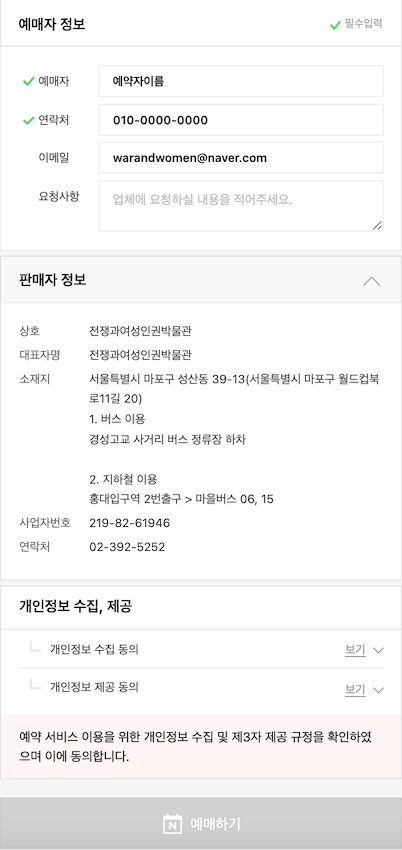 예매자 정보
필수입력
예매자 예약자이름
연락처 010-0000-0000
이메일 warandwomen@naver.com
요청사항 업체에 요청하실 내용을 적어주세요.
판매자 정보
상호 전쟁과여성인권박물관
대표자명 전쟁과여성인권박물관
소재지 서울특별시 마포구 성산동 39-13(서울특별시 마포구 월드컵북
로11길 20)
1. 버스 이용
경성고교 사거리 버스 정류장 하차
2. 지하철 이용
홍대입구역 2번출구 > 마을버스 06, 15
사업자번호 219-82-61946
연락처 02-392-5252
개인정보 수집, 제공
개인정보 수집 동의 보기
개인정보 제공 동의 보기
예약 서비스 이용을 위한 개인정보 수집 및 제3자 제공 규정을 확인하였
으며 이에 동의합니다.
N 예매하기